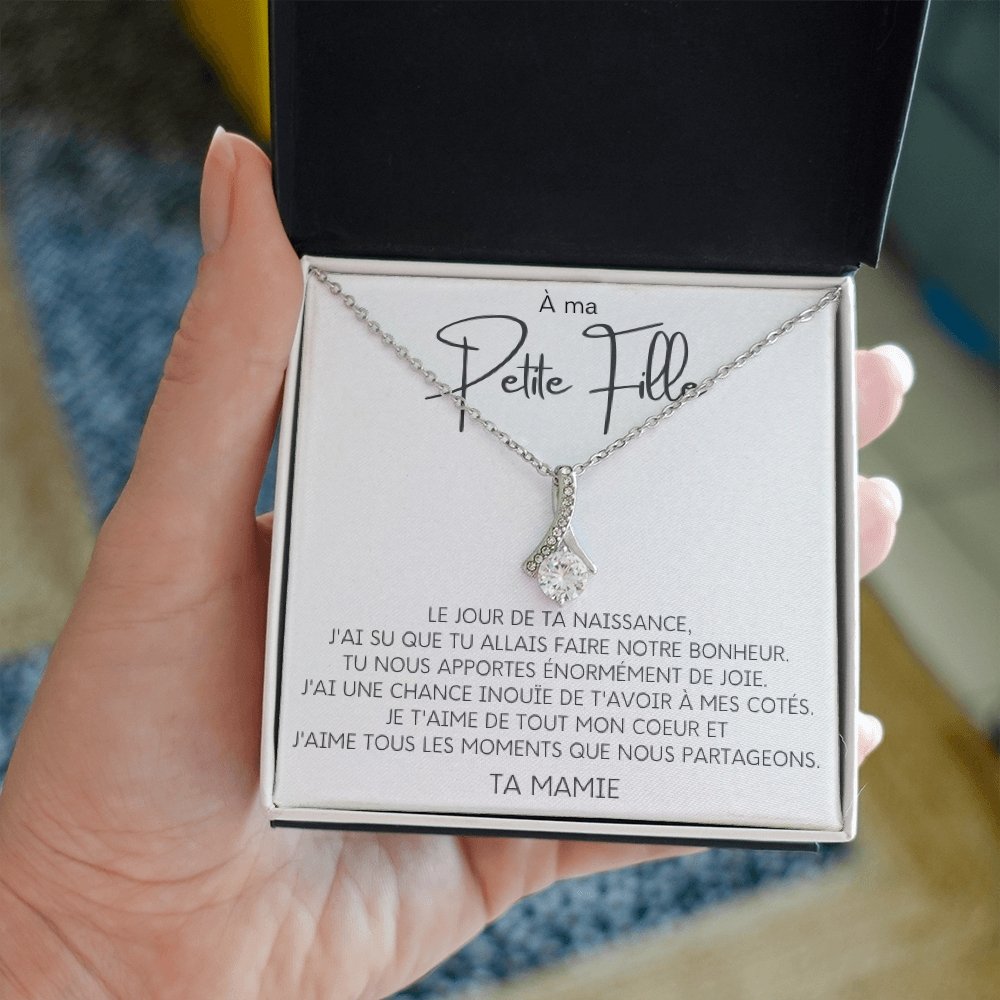 À ma
Petite Fille
LE JOUR DE TA NAISSANCE,
J'AI SU QUE TU ALLAIS FAIRE NOTRE BONHEUR.
TU NOUS APPORTES ÉNORMÉMENT DE JOIE.
J'AI UNE CHANCE INOUÏE DE T'AVOIR À MES COTÉS.
JE T'AIME DE TOUT MON COEUR ET
J'AIME TOUS LES MOMENTS QUE NOUS PARTAGEONS.
TA MAMIE